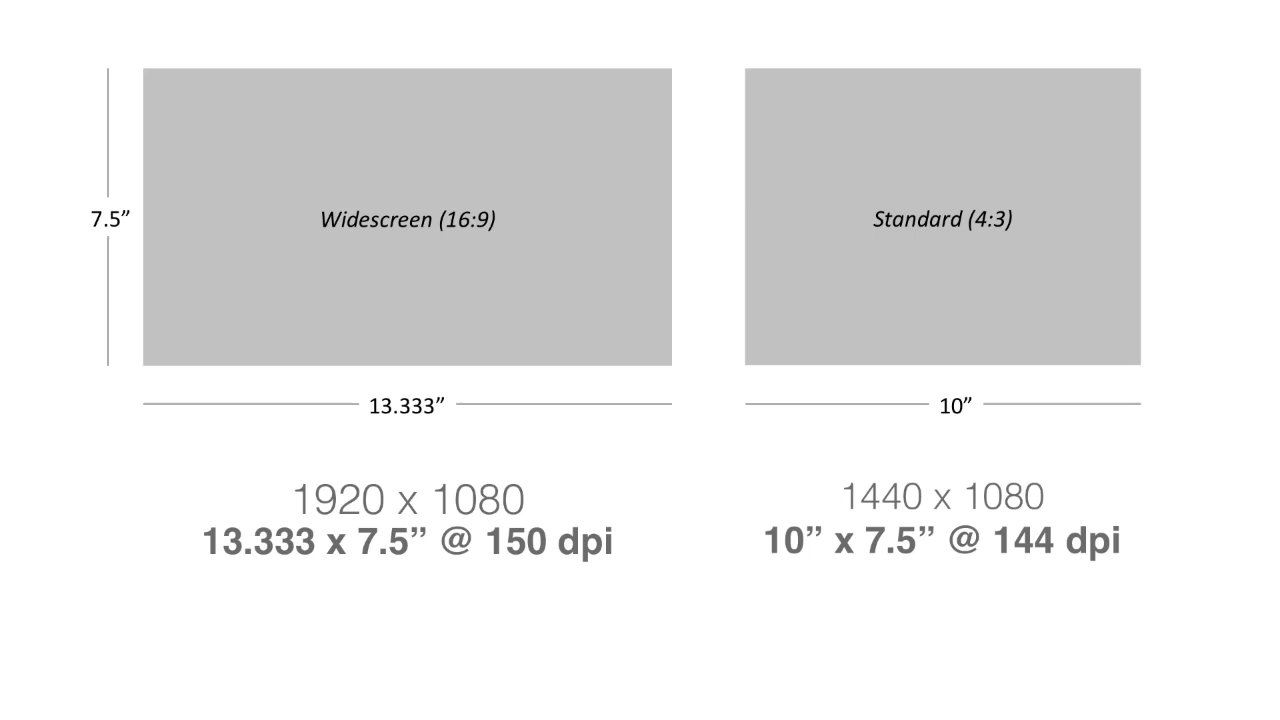 7.5”
Widescreen (16:9)
Standard (4:3)
13.333”
10”
1920 x 1080
13.333 x 7.5” @ 150 dpi
1440 x 1080
10” x 7.5” @ 144 dpi